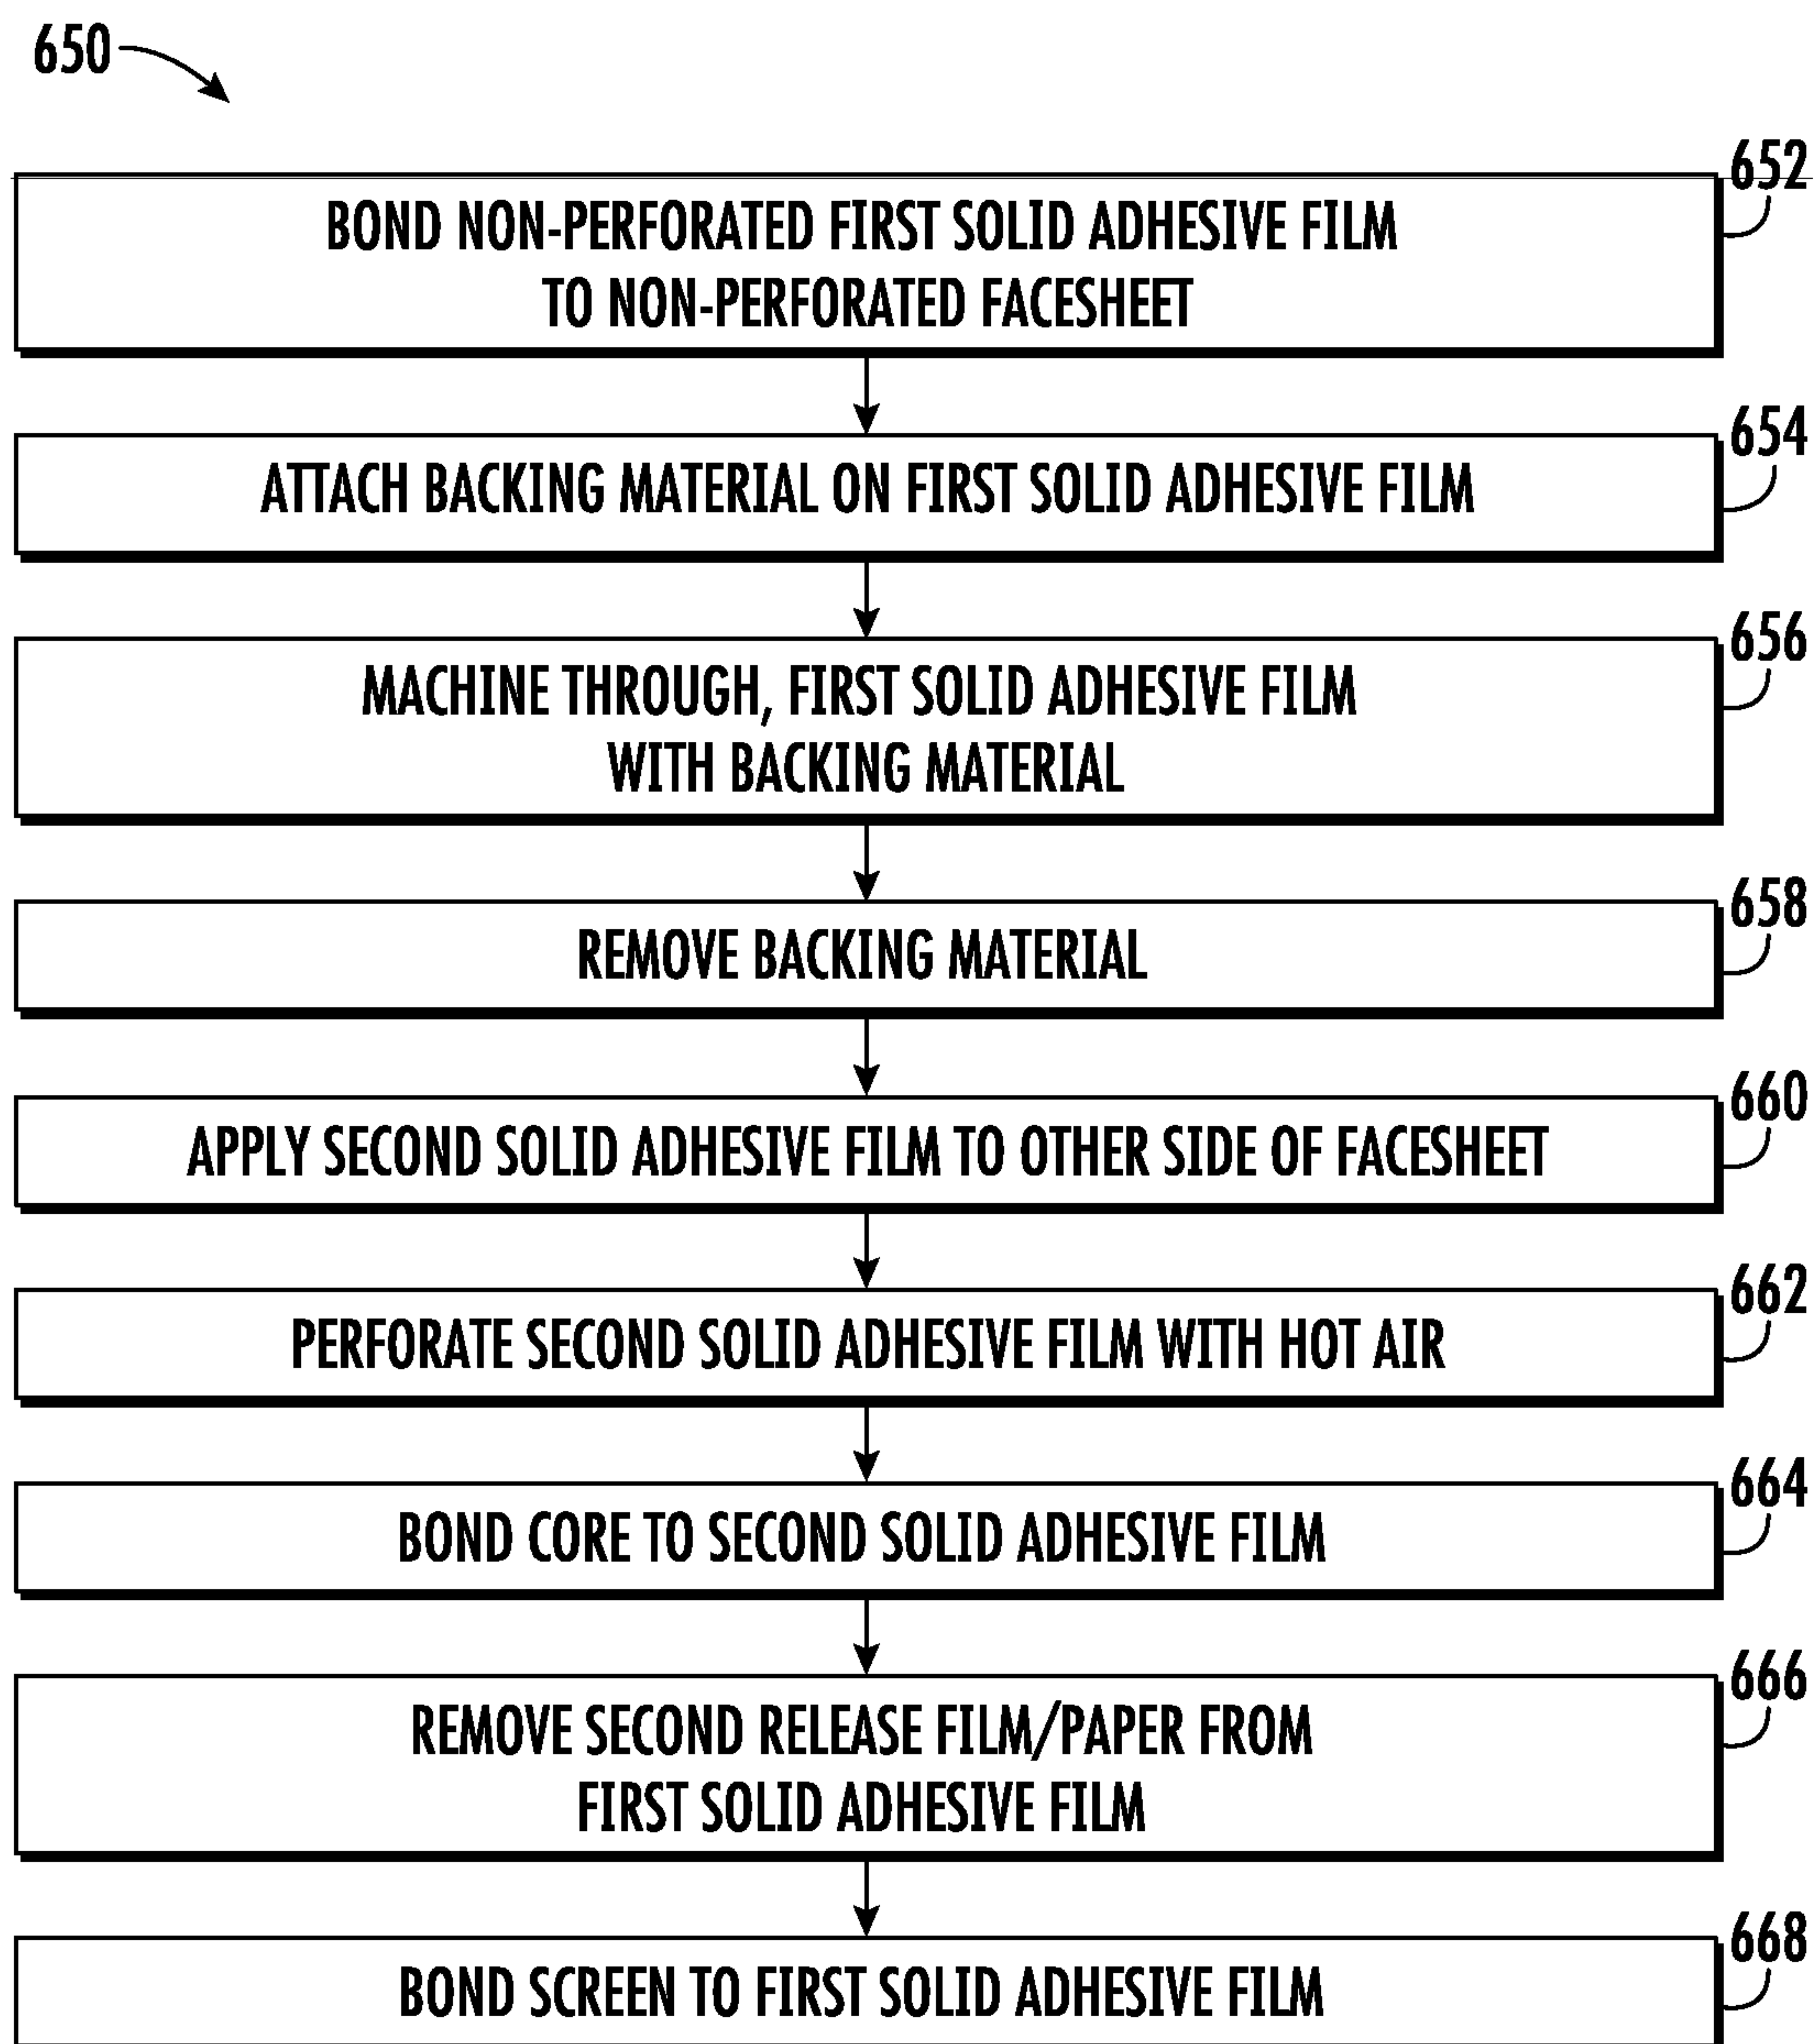 650
652
BOND NON-PERFORATED FIRST SOLID ADHESIVE FILM
TO NON-PERFORATED FACESHEET
654
ATTACH BACKING MATERIAL ON FIRST SOLID ADHESIVE FILM
656
MACHINE THROUGH, FIRST SOLID ADHESIVE FILM
WITH BACKING MATERIAL
658
REMOVE BACKING MATERIAL
660
APPLY SECOND SOLID ADHESIVE FILM TO OTHER SIDE OF FACESHEET
662
PERFORATE SECOND SOLID ADHESIVE FILM WITH HOT AIR
664
BOND CORE TO SECOND SOLID ADHESIVE FILM
666
REMOVE SECOND RELEASE FILM/PAPER FROM
FIRST SOLID ADHESIVE FILM
668
BOND SCREEN TO FIRST SOLID ADHESIVE FILM